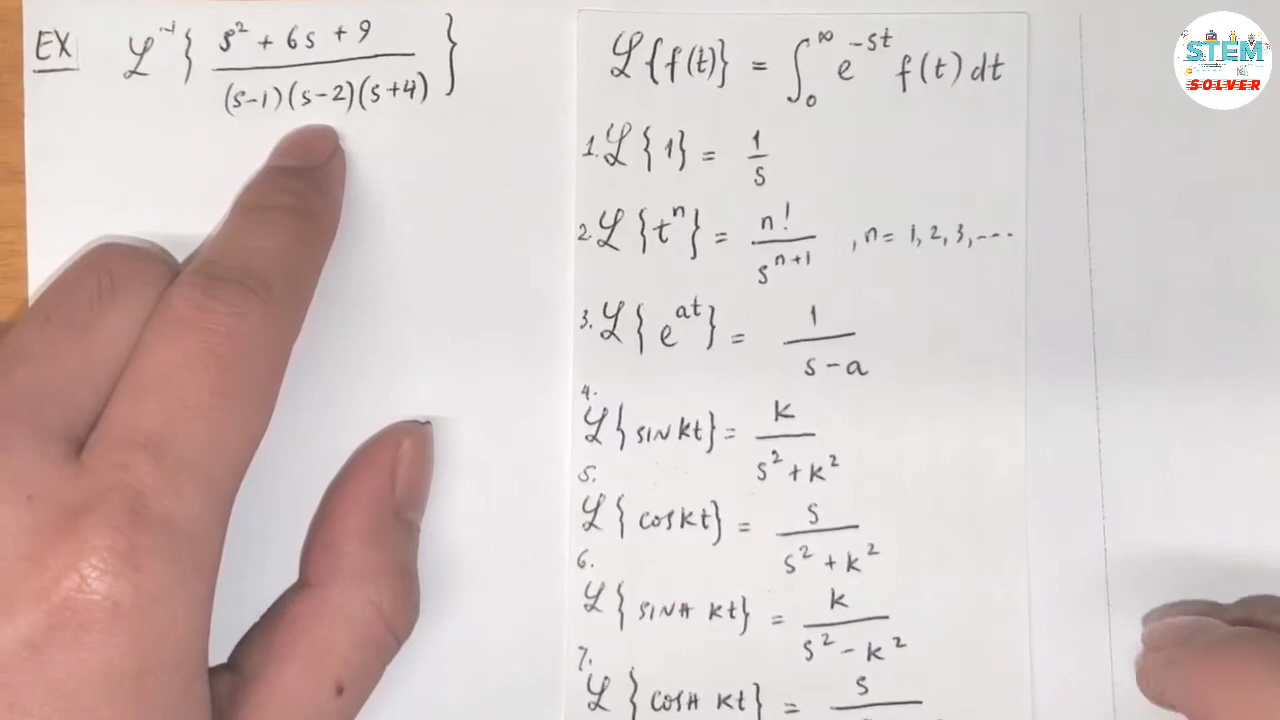 EX ℒ⁻¹ { s² + 6s + 9 / (s-1)(s-2)(s+4) }
ℒ{f(t)} = ∫₀^∞ e^-st f(t) dt
1. ℒ{1} = 1/s
2. ℒ{t^n} = n!/s^(n+1) , n = 1, 2, 3, ...
3. ℒ{e^at} = 1/(s-a)
4. ℒ{SIN kt} = k/(s² + k²)
5. ℒ{COS kt} = s/(s² + k²)
6. ℒ{SINH kt} = k/(s² - k²)
7. ℒ{COSH kt} = s
STEM
SOLVER